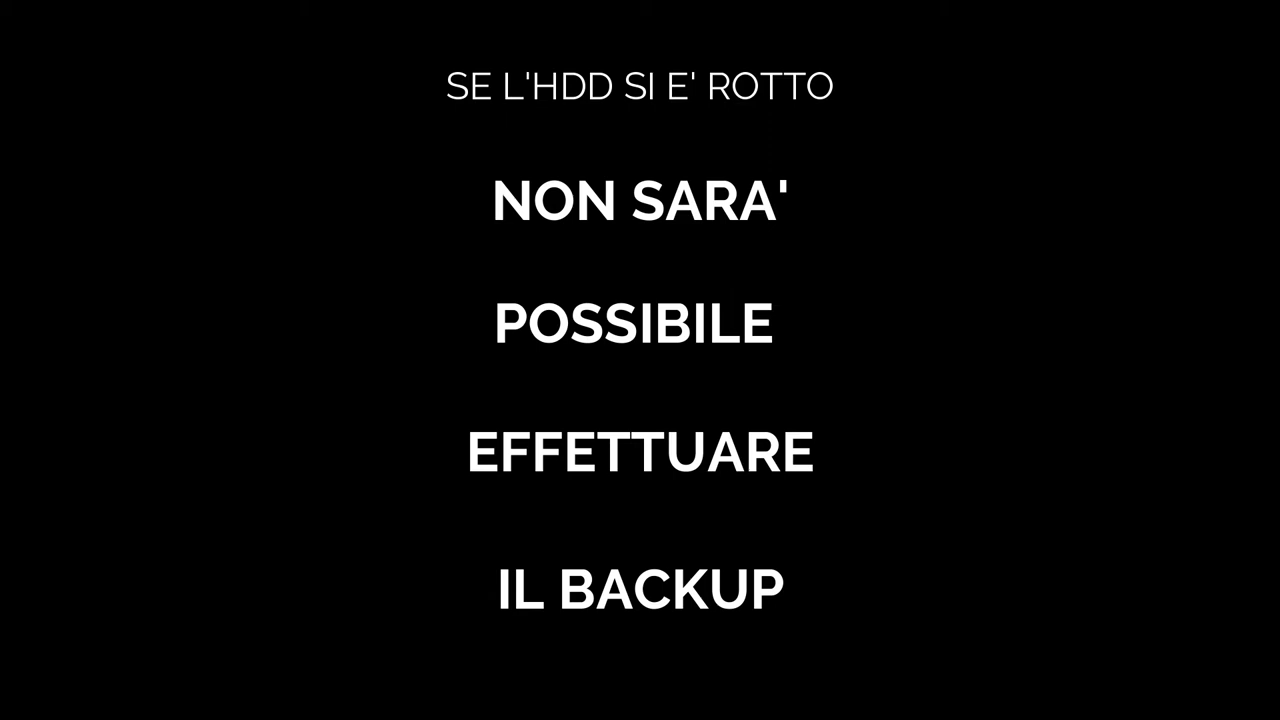 SE L'HDD SI E' ROTTO
NON SARA'
POSSIBILE
EFFETTUARE
IL BACKUP